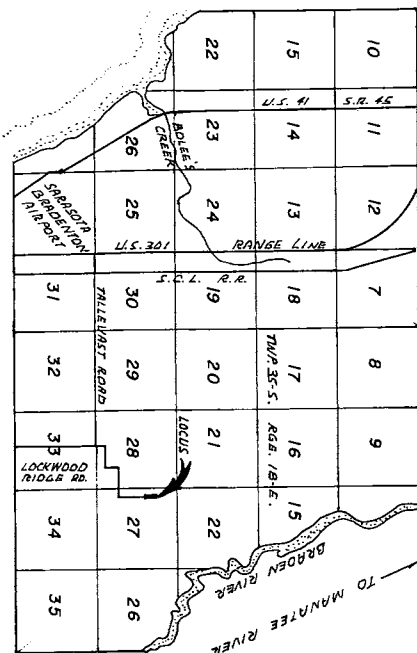 10 15 22
U.S. 41 S.R. 45
11 14 23 26
CREEK
12 13 24 25
SARASOTA
BRADENTON
AIRPORT
U.S. 301 RANGE LINE
S.C.L. R.R.
7 18 19 30 31
TALLEVAST ROAD
8 17 20 29 32
TWP. 35-S. RGE. 18-E.
9 16 21 28 33
LOCUS
LOCKWOOD
RIDGE RD.
15 22 27 34
BRADEN RIVER
26 35
TO MANATEE RIVER